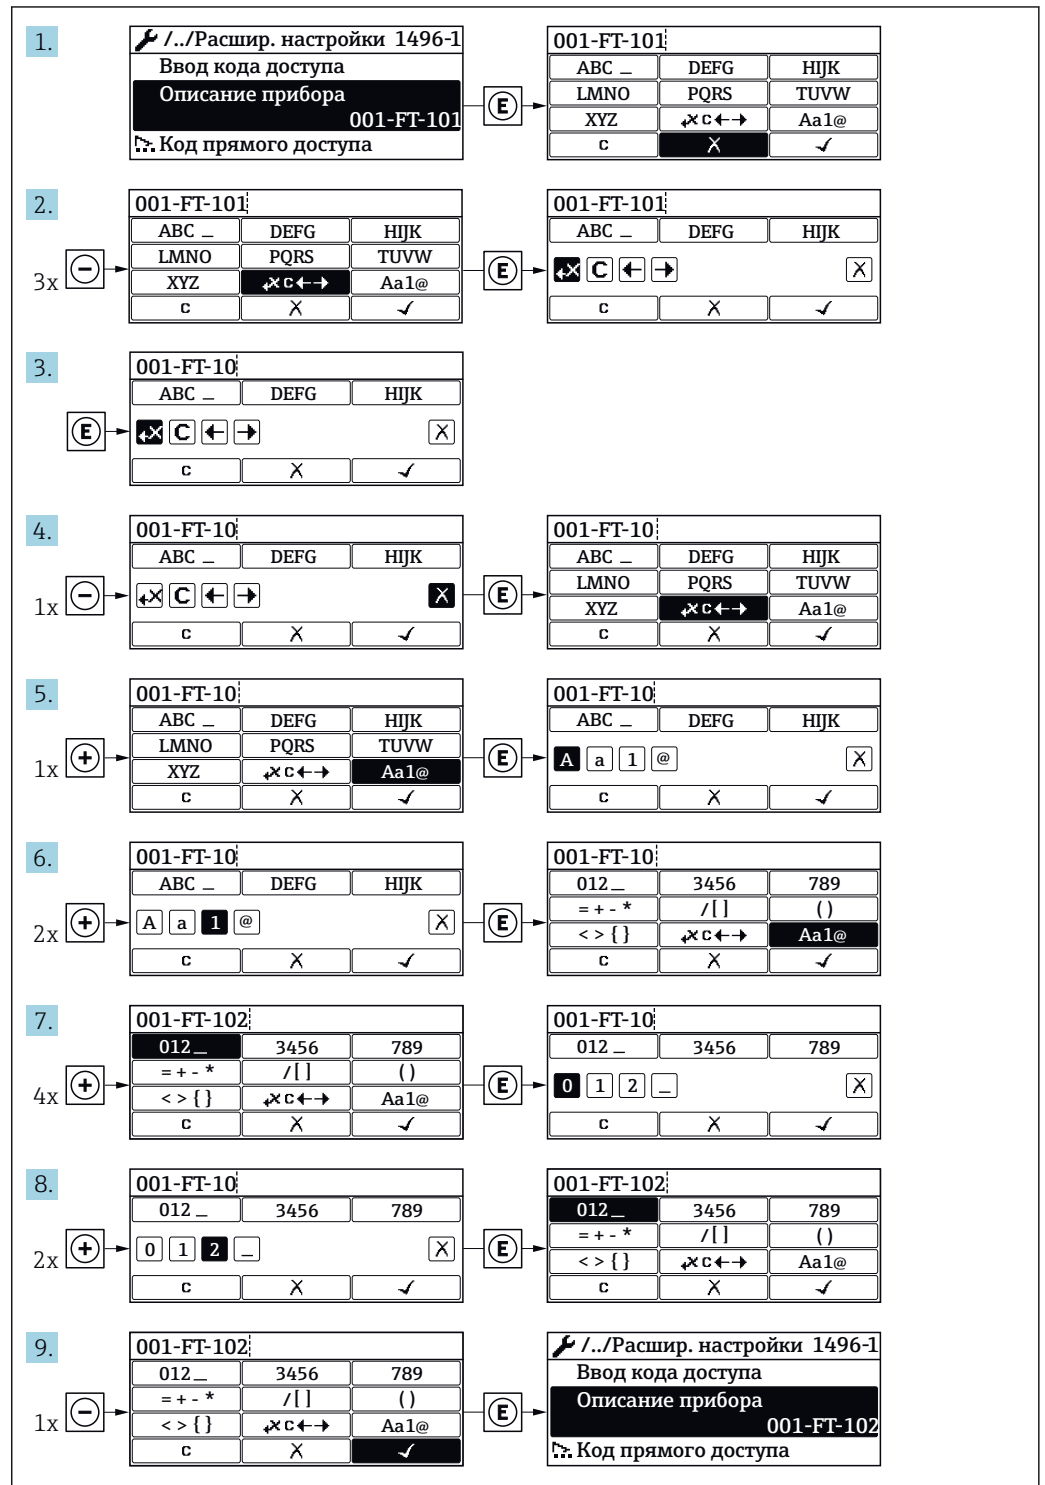 1.
/../Расшир. настройки 1496-1
Ввод кода доступа
Описание прибора
001-FT-101
Код прямого доступа
E
001-FT-101
ABC _ DEFG HIJK
LMNO PQRS TUVW
XYZ C←→ Aa1@
C X ✓
2.
3x −
001-FT-101
ABC _ DEFG HIJK
LMNO PQRS TUVW
XYZ C←→ Aa1@
C X ✓
E
001-FT-101
ABC _ DEFG HIJK
C ← → X
C X ✓
3.
E
001-FT-10
ABC _ DEFG HIJK
C ← → X
C X ✓
4.
1x −
001-FT-10
ABC _ DEFG HIJK
C ← → X
C X ✓
E
001-FT-10
ABC _ DEFG HIJK
LMNO PQRS TUVW
XYZ C←→ Aa1@
C X ✓
5.
1x +
001-FT-10
ABC _ DEFG HIJK
LMNO PQRS TUVW
XYZ C←→ Aa1@
C X ✓
E
001-FT-10
ABC _ DEFG HIJK
A a 1 @ X
C X ✓
6.
2x +
001-FT-10
ABC _ DEFG HIJK
A a 1 @ X
C X ✓
E
001-FT-10
012_ 3456 789
= + - * / [ ] ( )
< > { } C←→ Aa1@
C X ✓
7.
4x +
001-FT-102
012_ 3456 789
= + - * / [ ] ( )
< > { } C←→ Aa1@
C X ✓
E
001-FT-10
012 _ 3456 789
0 1 2 _ X
C X ✓
8.
2x +
001-FT-10
012 _ 3456 789
0 1 2 _ X
C X ✓
E
001-FT-102
012_ 3456 789
= + - * / [ ] ( )
< > { } C←→ Aa1@
C X ✓
9.
1x −
001-FT-102
012_ 3456 789
= + - * / [ ] ( )
< > { } C←→ Aa1@
C X ✓
E
/../Расшир. настройки 1496-1
Ввод кода доступа
Описание прибора
001-FT-102
Код прямого доступа